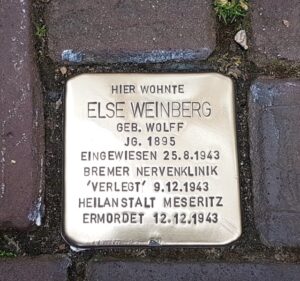 HIER WOHNTE
ELSE WEINBERG
GEB. WOLFF
JG. 1895
EINGEWIESEN 25.8.1943
BREMER NERVENKLINIK
'VERLEGT' 9.12.1943
HEILANSTALT MESERITZ
ERMORDET 12.12.1943